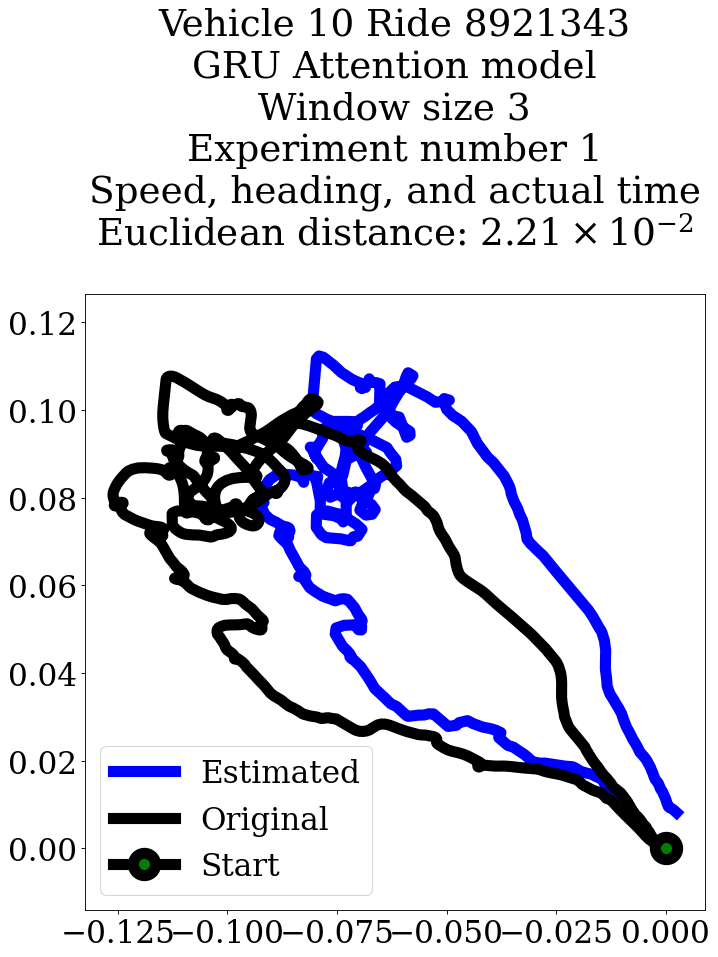 Vehicle 10 Ride 8921343
GRU Attention model
Window size 3
Experiment number 1
Speed, heading, and actual time
Euclidean distance: 2.21 × 10⁻²
0.12
0.10
0.08
0.06
0.04
0.02
0.00
Estimated
Original
Start
−0.125 −0.100 −0.075 −0.050 −0.025 0.000